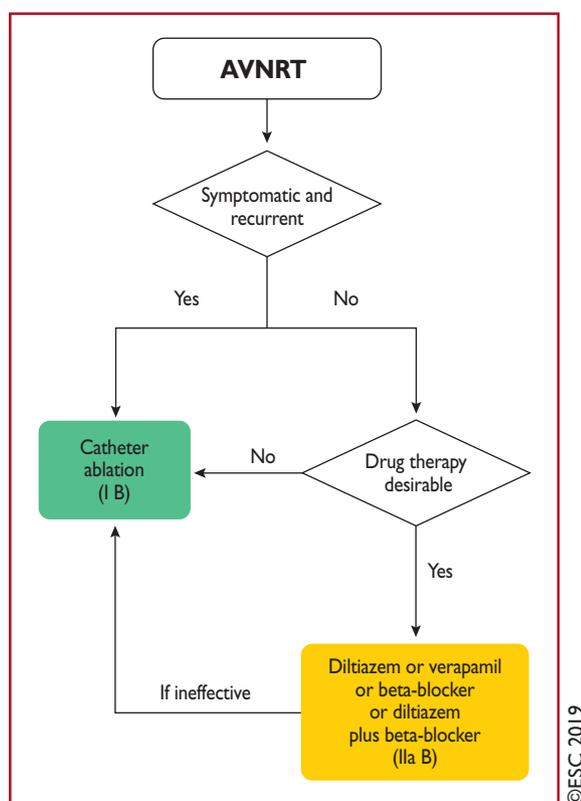 AVNRT
Symptomatic and
recurrent
Yes
No
Catheter
ablation
(I B)
No
Drug therapy
desirable
Yes
If ineffective
Diltiazem or verapamil
or beta-blocker
or diltiazem
plus beta-blocker
(IIa B)
©ESC 2019